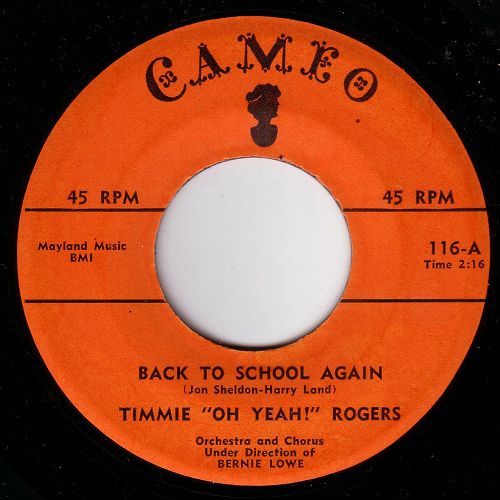 CAMEO
45 RPM 45 RPM
Mayland Music
BMI
116-A
Time 2:16
BACK TO SCHOOL AGAIN
(Jon Sheldon-Harry Land)
TIMMIE "OH YEAH!" ROGERS
Orchestra and Chorus
Under Direction of
BERNIE LOWE